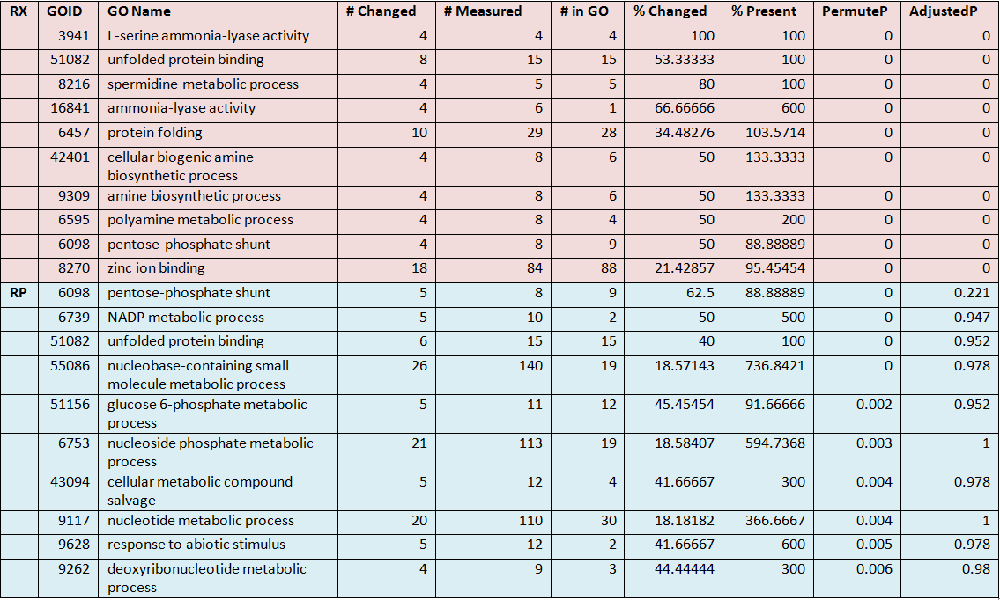 RX GOID GO Name # Changed # Measured # in GO % Changed % Present PermuteP AdjustedP
3941 L-serine ammonia-lyase activity 4 4 4 100 100 0 0
51082 unfolded protein binding 8 15 15 53.33333 100 0 0
8216 spermidine metabolic process 4 5 5 80 100 0 0
16841 ammonia-lyase activity 4 6 1 66.66666 600 0 0
6457 protein folding 10 29 28 34.48276 103.5714 0 0
42401 cellular biogenic amine 4 8 6 50 133.3333 0 0
biosynthetic process
9309 amine biosynthetic process 4 8 6 50 133.3333 0 0
6595 polyamine metabolic process 4 8 4 50 200 0 0
6098 pentose-phosphate shunt 4 8 9 50 88.88889 0 0
8270 zinc ion binding 18 84 88 21.42857 95.45454 0 0
RP 6098 pentose-phosphate shunt 5 8 9 62.5 88.88889 0 0.221
6739 NADP metabolic process 5 10 2 50 500 0 0.947
51082 unfolded protein binding 6 15 15 40 100 0 0.952
55086 nucleobase-containing small 26 140 19 18.57143 736.8421 0 0.978
molecule metabolic process
51156 glucose 6-phosphate metabolic 5 11 12 45.45454 91.66666 0.002 0.952
process
6753 nucleoside phosphate metabolic 21 113 19 18.58407 594.7368 0.003 1
process
43094 cellular metabolic compound 5 12 4 41.66667 300 0.004 0.978
salvage
9117 nucleotide metabolic process 20 110 30 18.18182 366.6667 0.004 1
9628 response to abiotic stimulus 5 12 2 41.66667 600 0.005 0.978
9262 deoxyribonucleotide metabolic 4 9 3 44.44444 300 0.006 0.98
process